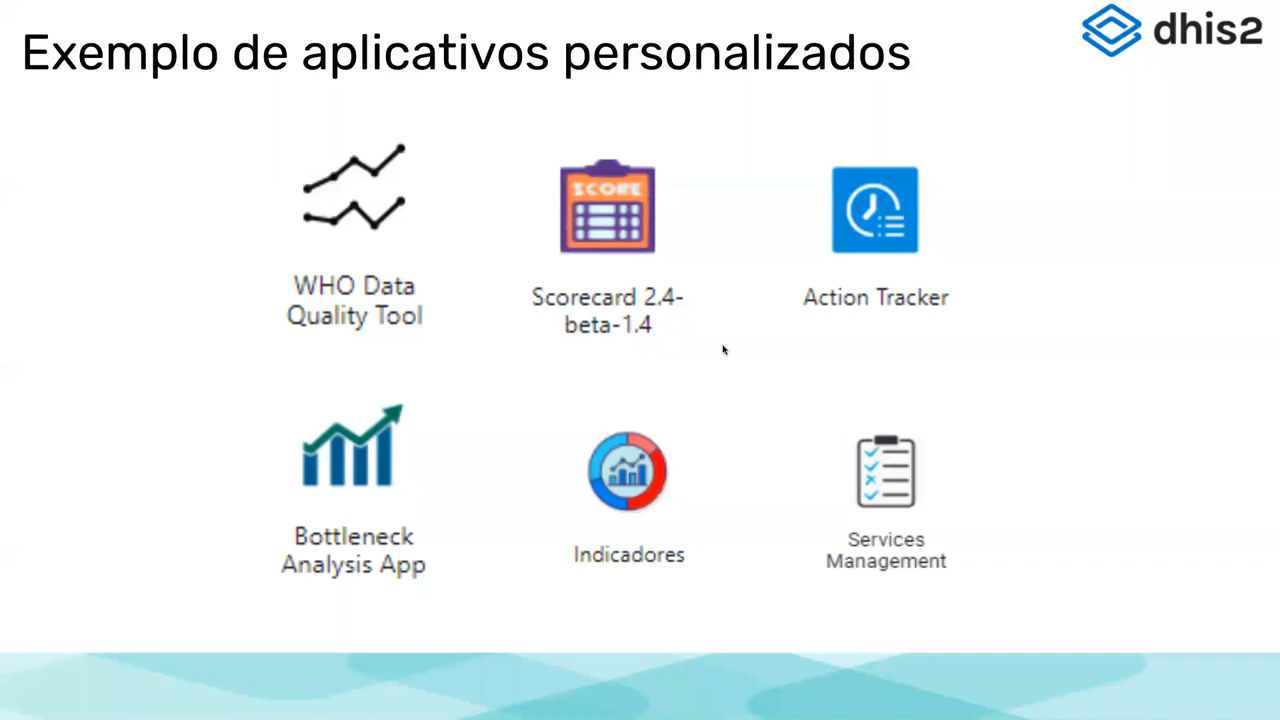 Exemplo de aplicativos personalizados
dhis2
SCORE
WHO Data
Quality Tool
Scorecard 2.4-
beta-1.4
Action Tracker
Bottleneck
Analysis App
Indicadores
Services
Management